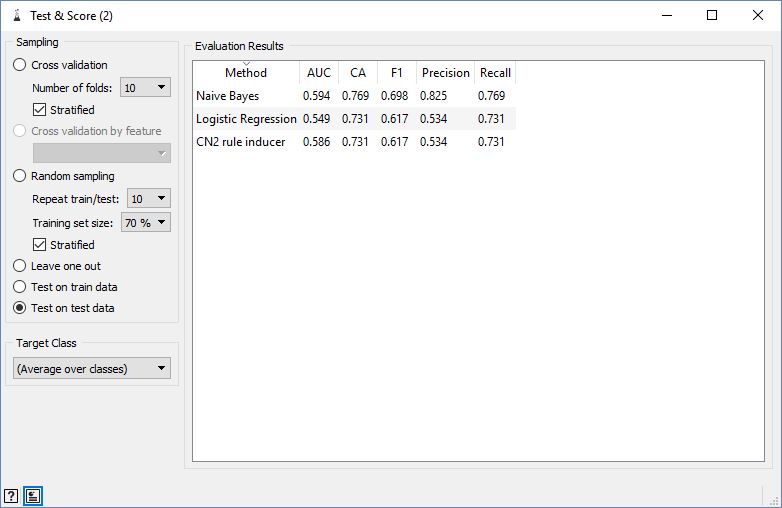 Test & Score (2)
Sampling
Cross validation
Number of folds: 10
Stratified
Cross validation by feature
Random sampling
Repeat train/test: 10
Training set size: 70 %
Stratified
Leave one out
Test on train data
Test on test data
Target Class
(Average over classes)
Evaluation Results
Method AUC CA F1 Precision Recall
Naive Bayes 0.594 0.769 0.698 0.825 0.769
Logistic Regression 0.549 0.731 0.617 0.534 0.731
CN2 rule inducer 0.586 0.731 0.617 0.534 0.731
?